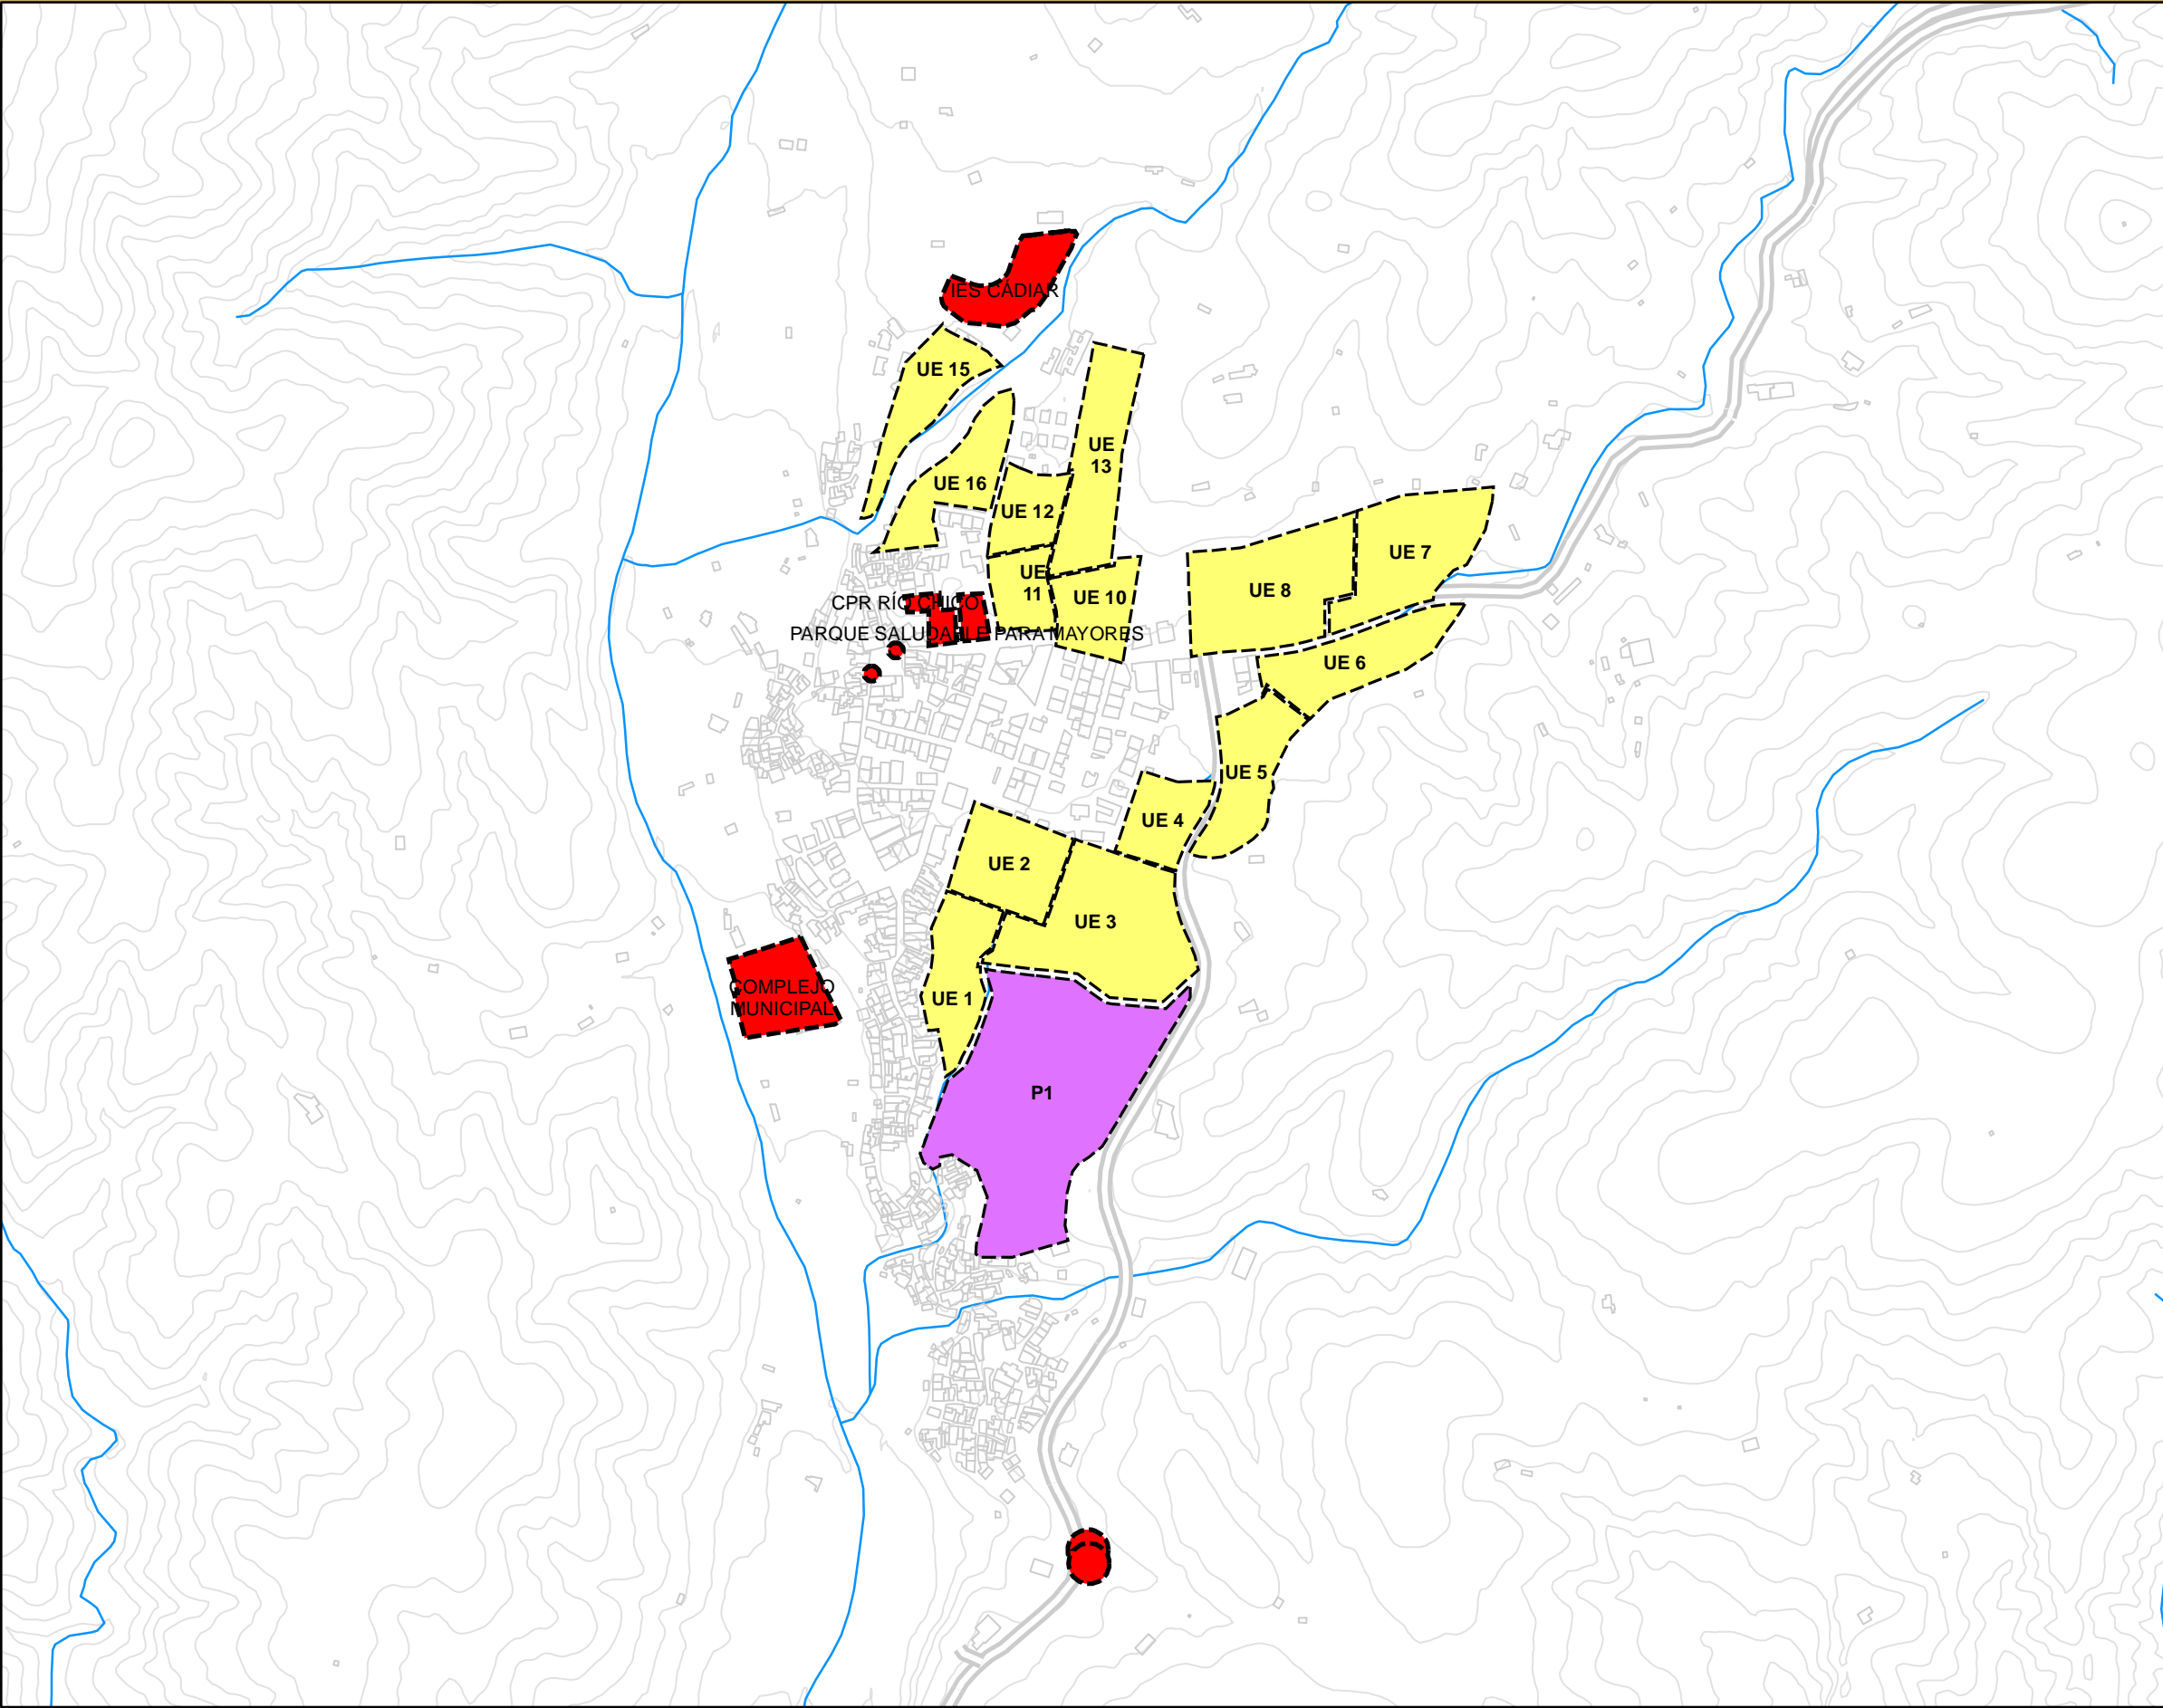 IES CÁDIAR
UE 15
UE
13
UE 16
UE 12
UE 7
UE
11
UE 8
UE 10
CPR RÍO CHICO
PARQUE SALUDABLE PARA MAYORES
UE 6
UE 5
UE 4
UE 2
UE 3
COMPLEJO
MUNICIPAL
UE 1
P1